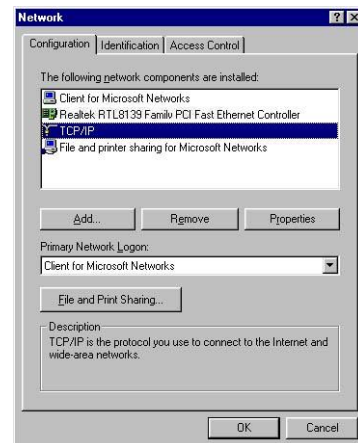 Network
Configuration Identification Access Control
The following network components are installed:
Client for Microsoft Networks
Realtek RTL8139 Family PCI Fast Ethernet Controller
TCP/IP
File and printer sharing for Microsoft Networks
Add... Remove Properties
Primary Network Logon:
Client for Microsoft Networks
File and Print Sharing...
Description
TCP/IP is the protocol you use to connect to the Internet and
wide-area networks.
OK Cancel